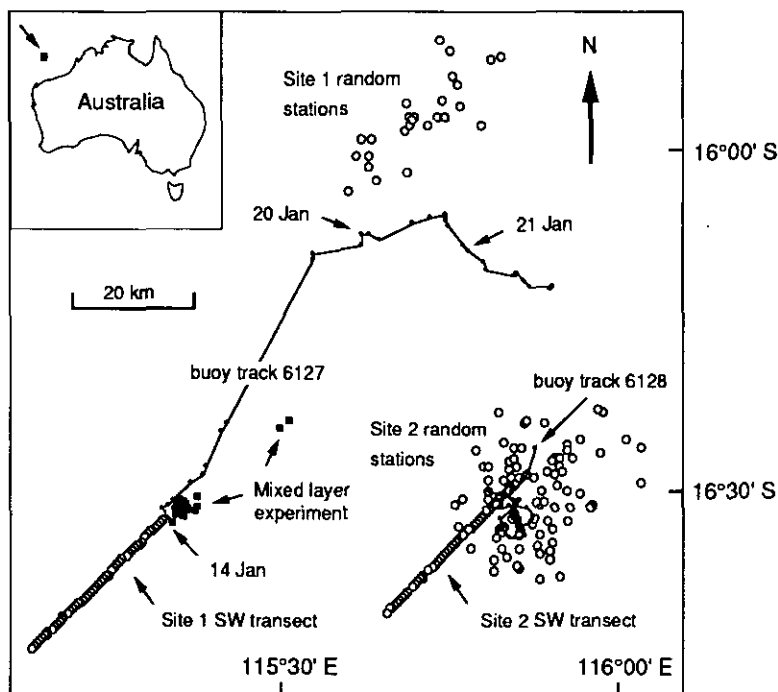 Australia
Site 1 random
stations
N
16°00' S
20 Jan
21 Jan
20 km
buoy track 6127
buoy track 6128
Site 2 random
stations
Mixed layer
experiment
16°30' S
14 Jan
Site 1 SW transect
Site 2 SW transect
115°30' E
116°00' E